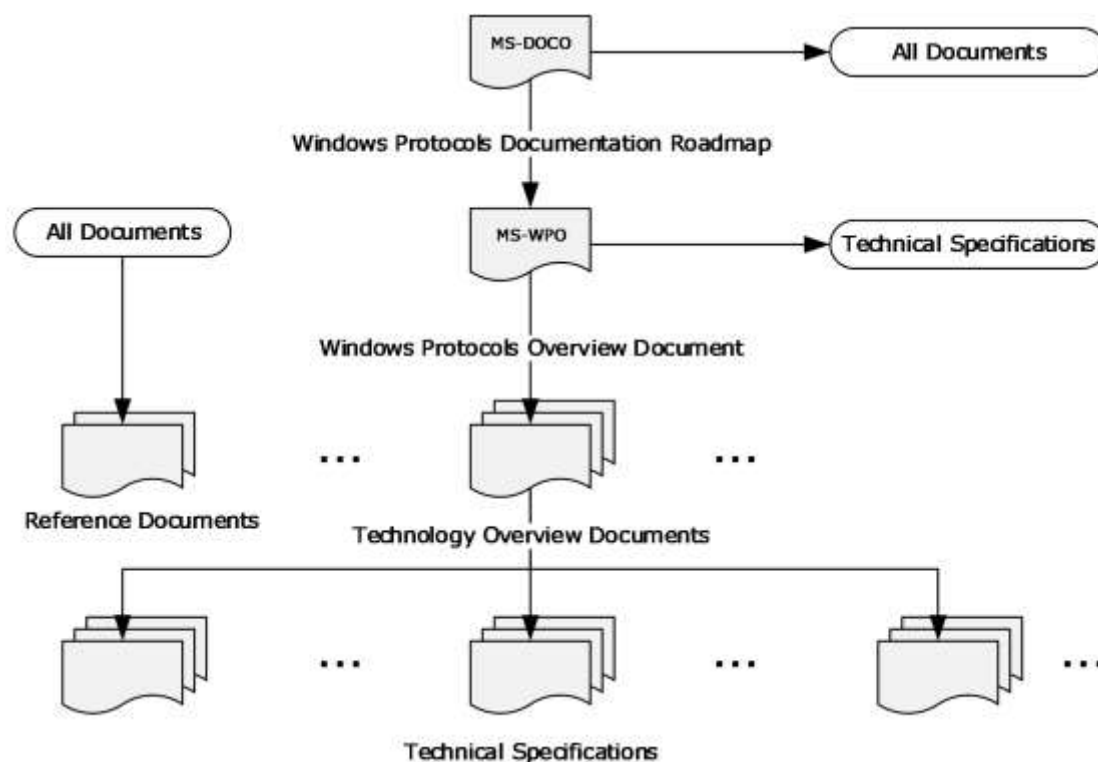 MS-DOCO
All Documents
Windows Protocols Documentation Roadmap
All Documents
MS-WPO
Technical Specifications
Windows Protocols Overview Document
...
...
Reference Documents
Technology Overview Documents
...
...
...
Technical Specifications